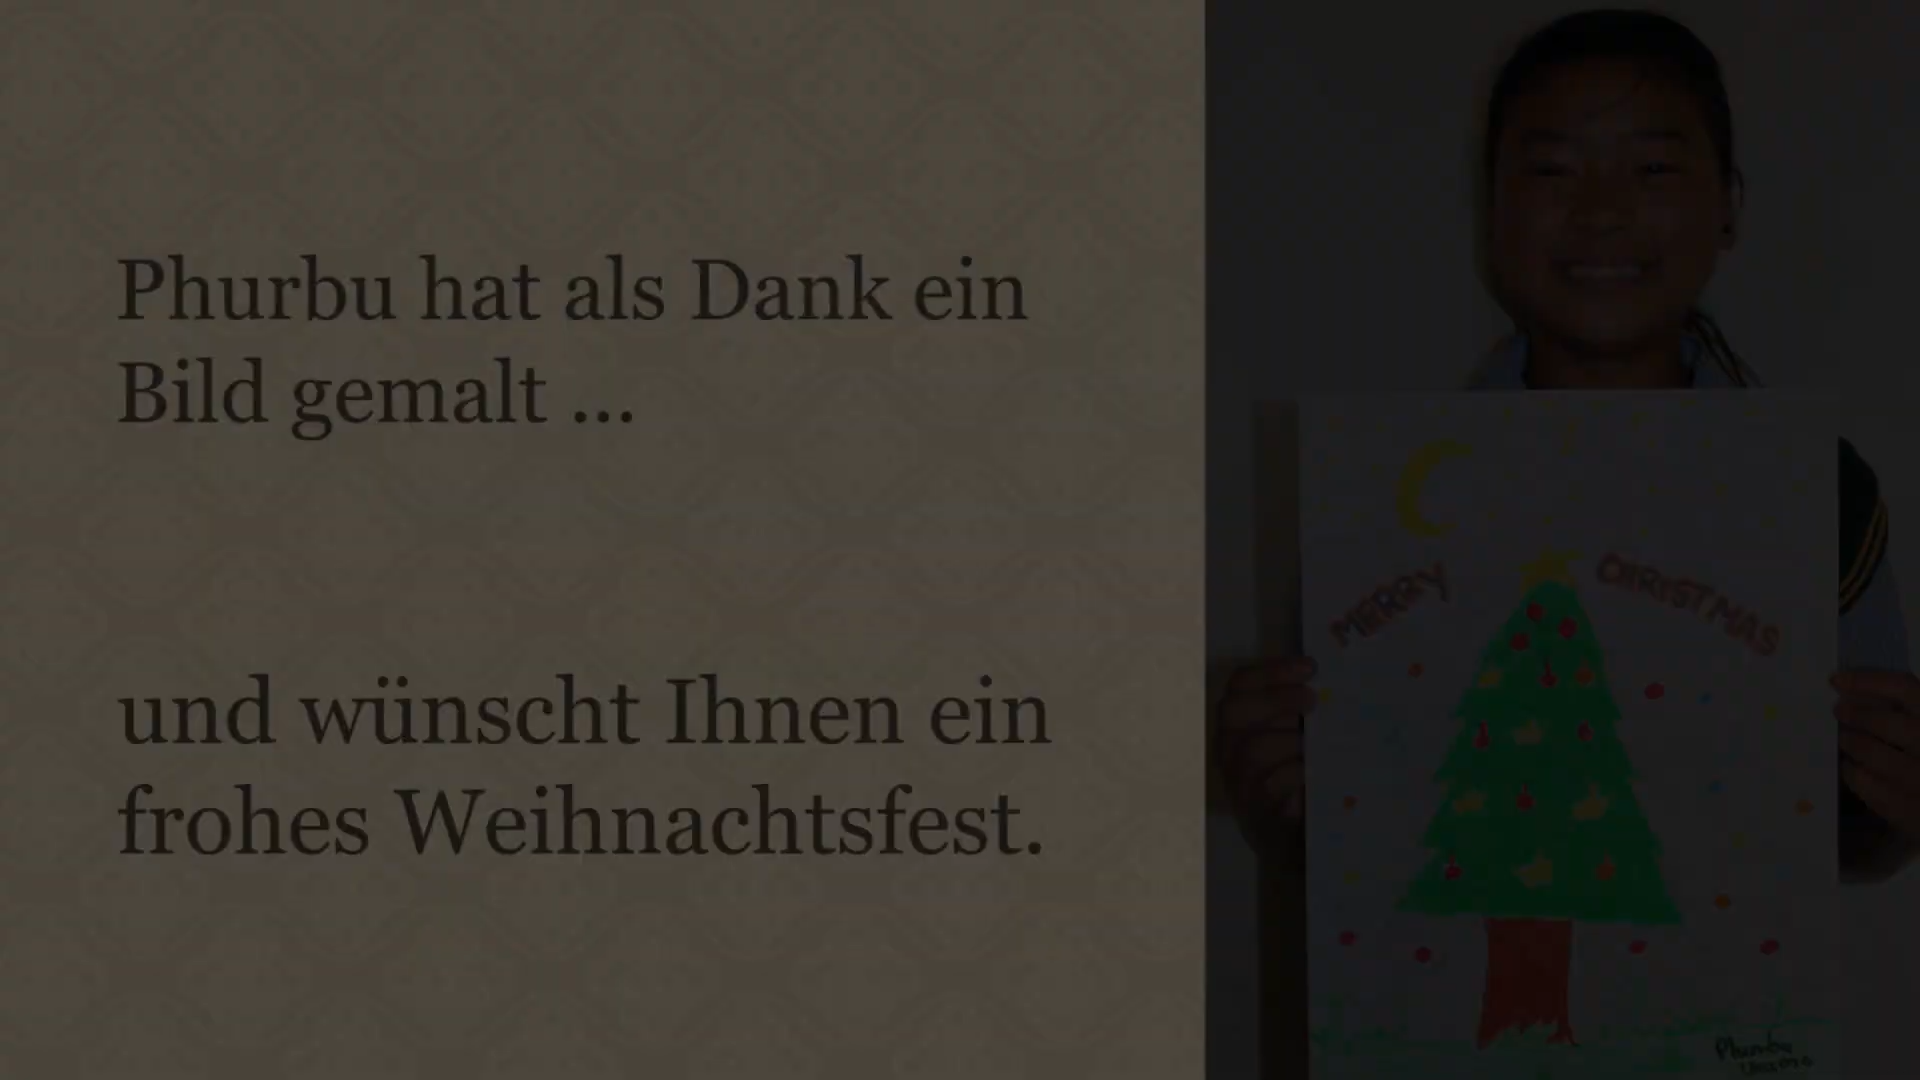 Phurbu hat als Dank ein
Bild gemalt ...
und wünscht Ihnen ein
frohes Weihnachtsfest.
MERRY CHRISTMAS
Phurbu